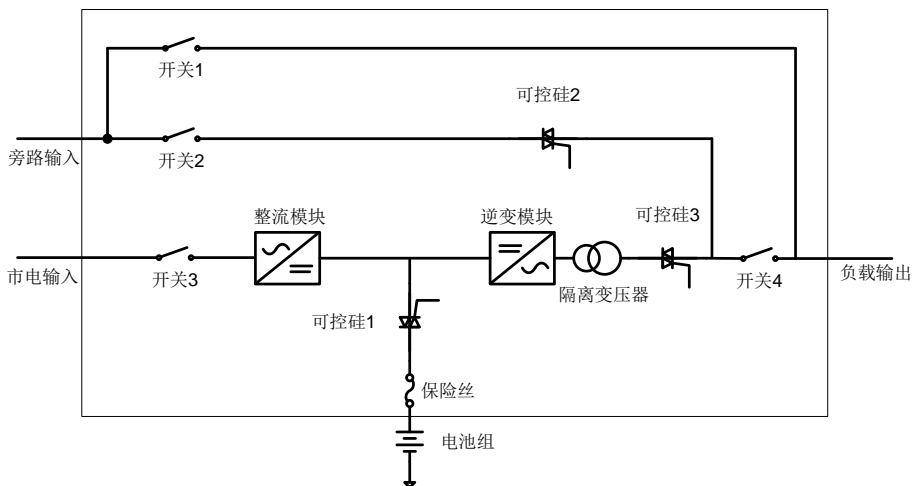 开关1
可控硅2
旁路输入
开关2
整流模块
逆变模块
可控硅3
市电输入
开关3
隔离变压器
开关4
负载输出
可控硅1
保险丝
电池组